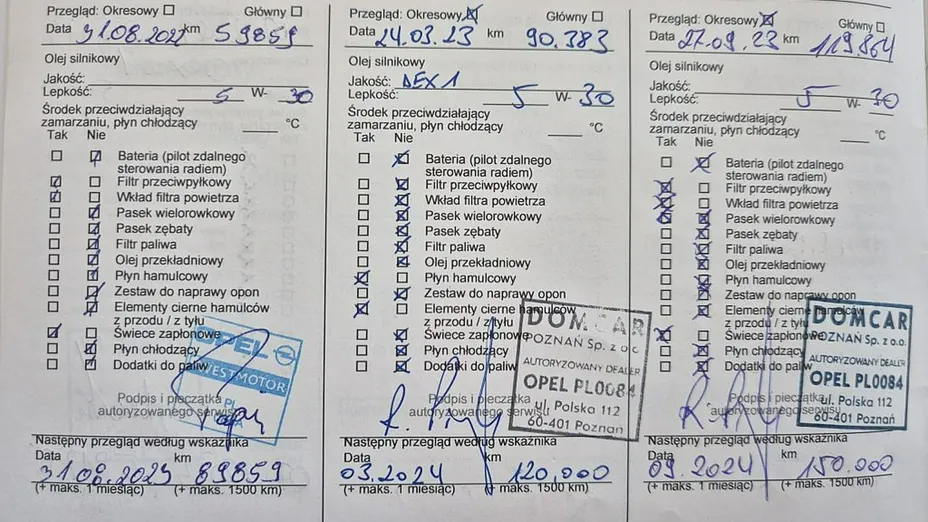 Przegląd: Okresowy Główny
Data 31.08.2022 km 59859
Olej silnikowy
Jakość:
Lepkość: 5 W- 30
Środek przeciwdziałający
zamarzaniu, płyn chłodzący °C
Tak Nie
Bateria (pilot zdalnego
sterowania radiem)
Filtr przeciwpyłkowy
Wkład filtra powietrza
Pasek wielorowkowy
Pasek zębaty
Filtr paliwa
Olej przekładniowy
Płyn hamulcowy
Zestaw do naprawy opon
Elementy cierne hamulców
z przodu / z tyłu
Świece zapłonowe
Płyn chłodzący
Dodatki do paliw
OPEL
WESTMOTOR
Podpis i pieczątka
autoryzowanego serwisu
Następny przegląd według wskaźnika
Data km
31.08.2023 89859
(+ maks. 1 miesiąc) (+ maks. 1500 km)
Przegląd: Okresowy Główny
Data 24.03.23 km 90.383
Olej silnikowy
Jakość: DEX 1
Lepkość: 5 W- 30
Środek przeciwdziałający
zamarzaniu, płyn chłodzący °C
Tak Nie
Bateria (pilot zdalnego
sterowania radiem)
Filtr przeciwpyłkowy
Wkład filtra powietrza
Pasek wielorowkowy
Pasek zębaty
Filtr paliwa
Olej przekładniowy
Płyn hamulcowy
Zestaw do naprawy opon
Elementy cierne hamulców
z przodu / z tyłu
Świece zapłonowe
Płyn chłodzący
Dodatki do paliw
DOMCAR
POZNAŃ Sp. z o.o.
AUTORYZOWANY DEALER
OPEL PL0084
ul. Polska 112
60-401 Poznań
Podpis i pieczątka
autoryzowanego serwisu
Następny przegląd według wskaźnika
Data km
03.2024 120.000
(+ maks. 1 miesiąc) (+ maks. 1500 km)
Przegląd: Okresowy Główny
Data 27.09.23 km 119.864
Olej silnikowy
Jakość:
Lepkość: 5 W- 30
Środek przeciwdziałający
zamarzaniu, płyn chłodzący °C
Tak Nie
Bateria (pilot zdalnego
sterowania radiem)
Filtr przeciwpyłkowy
Wkład filtra powietrza
Pasek wielorowkowy
Pasek zębaty
Filtr paliwa
Olej przekładniowy
Płyn hamulcowy
Zestaw do naprawy opon
Elementy cierne hamulców
z przodu / z tyłu
Świece zapłonowe
Płyn chłodzący
Dodatki do paliw
DOMCAR
POZNAŃ Sp. z o.o.
AUTORYZOWANY DEALER
OPEL PL0084
ul. Polska 112
60-401 Poznań
Podpis i pieczątka
autoryzowanego serwisu
Następny przegląd według wskaźnika
Data km
09.2024 150.000
(+ maks. 1 miesiąc) (+ maks. 1500 km)